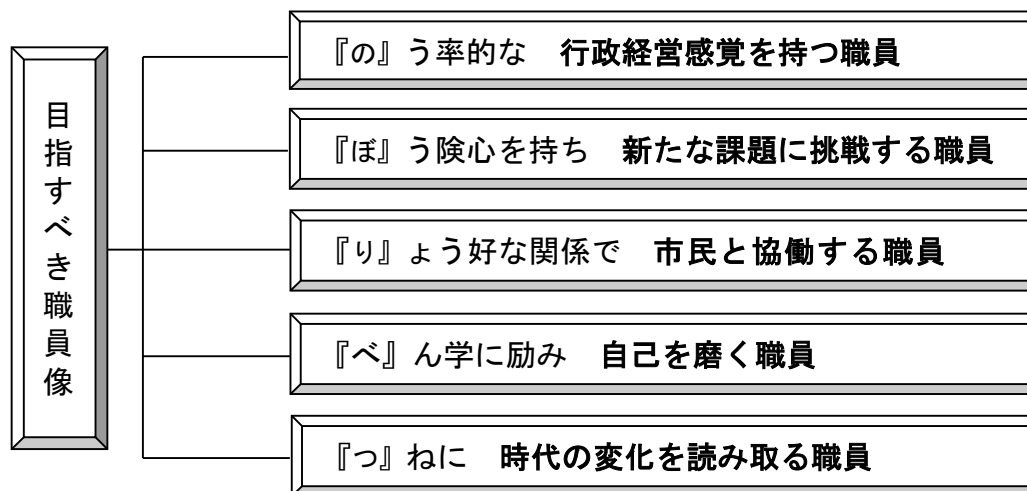 目指すべき職員像
『の』う率的な　行政経営感覚を持つ職員
『ぼ』う険心を持ち　新たな課題に挑戦する職員
『り』ょう好な関係で　市民と協働する職員
『べ』ん学に励み　自己を磨く職員
『つ』ねに　時代の変化を読み取る職員